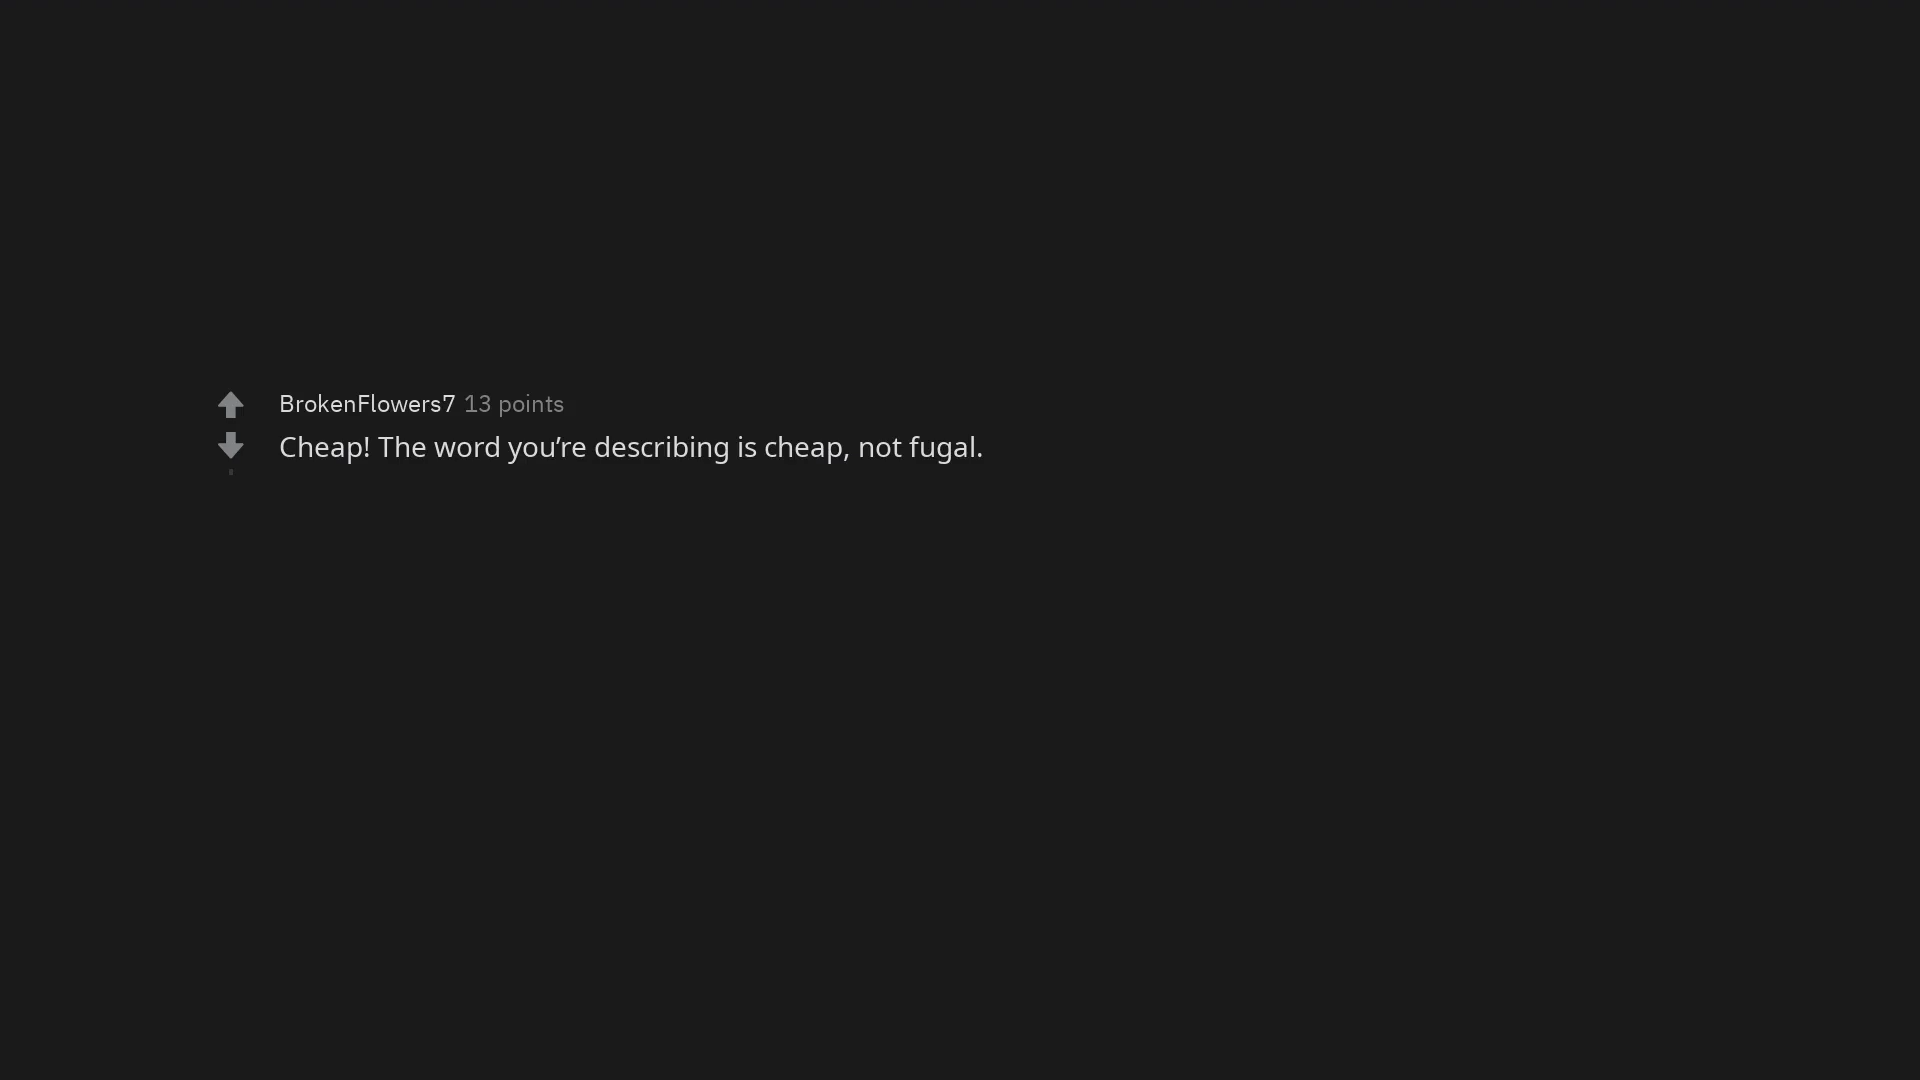 BrokenFlowers7 13 points
Cheap! The word you’re describing is cheap, not fugal.